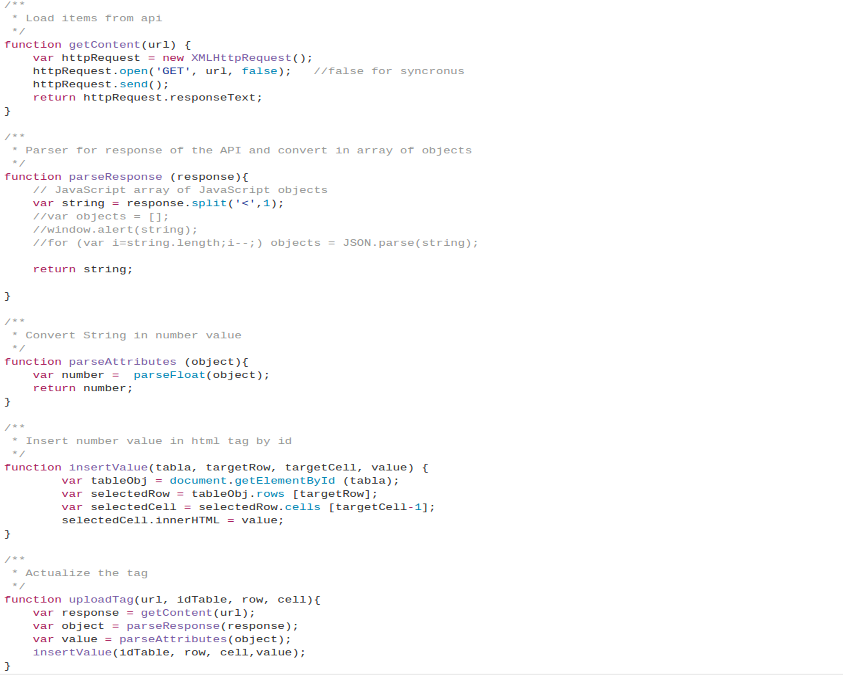 /**
 * Load items from api
 */
function getContent(url) {
    var httpRequest = new XMLHttpRequest();
    httpRequest.open('GET', url, false);   //false for syncronus
    httpRequest.send();
    return httpRequest.responseText;
}

/**
 * Parser for response of the API and convert in array of objects
 */
function parseResponse (response){
    // JavaScript array of JavaScript objects
    var string = response.split('<',1);
    //var objects = [];
    //window.alert(string);
    //for (var i=string.length;i--;) objects = JSON.parse(string);

    return string;

}

/**
 * Convert String in number value
 */
function parseAttributes (object){
    var number =  parseFloat(object);
    return number;
}

/**
 * Insert number value in html tag by id
 */
function insertValue(tabla, targetRow, targetCell, value) {
        var tableObj = document.getElementById (tabla);
        var selectedRow = tableObj.rows [targetRow];
        var selectedCell = selectedRow.cells [targetCell-1];
        selectedCell.innerHTML = value;
}

/**
 * Actualize the tag
 */
function uploadTag(url, idTable, row, cell){
    var response = getContent(url);
    var object = parseResponse(response);
    var value = parseAttributes(object);
    insertValue(idTable, row, cell,value);
}